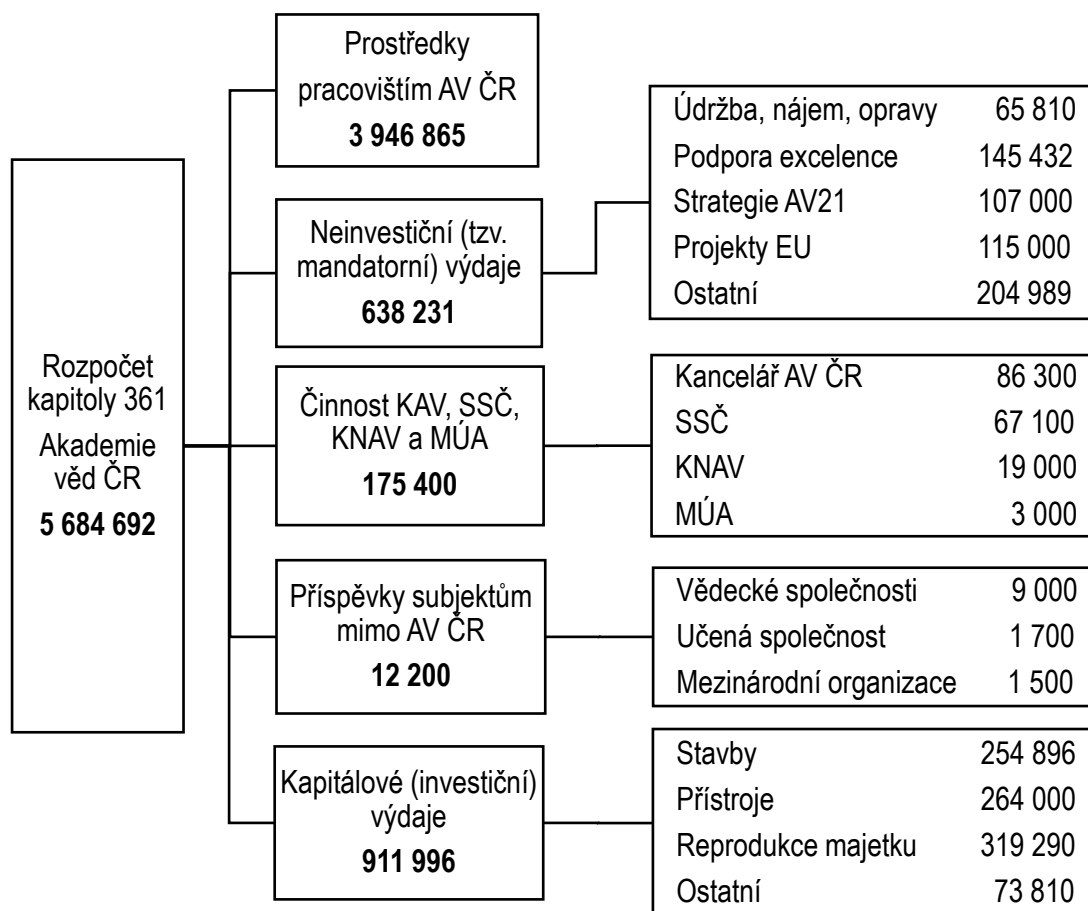 Rozpočet
kapitoly 361
Akademie
věd ČR
5 684 692
Prostředky
pracovištím AV ČR
3 946 865
Neinvestiční (tzv.
mandatorní) výdaje
638 231
Údržba, nájem, opravy 65 810
Podpora excelence 145 432
Strategie AV21 107 000
Projekty EU 115 000
Ostatní 204 989
Činnost KAV, SSČ,
KNAV a MÚA
175 400
Kancelář AV ČR 86 300
SSČ 67 100
KNAV 19 000
MÚA 3 000
Příspěvky subjektům
mimo AV ČR
12 200
Vědecké společnosti 9 000
Učená společnost 1 700
Mezinárodní organizace 1 500
Kapitálové (investiční)
výdaje
911 996
Stavby 254 896
Přístroje 264 000
Reprodukce majetku 319 290
Ostatní 73 810